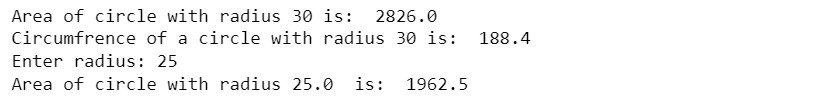 Area of circle with radius 30 is:  2826.0
Circumfrence of a circle with radius 30 is:  188.4
Enter radius: 25
Area of circle with radius 25.0  is:  1962.5